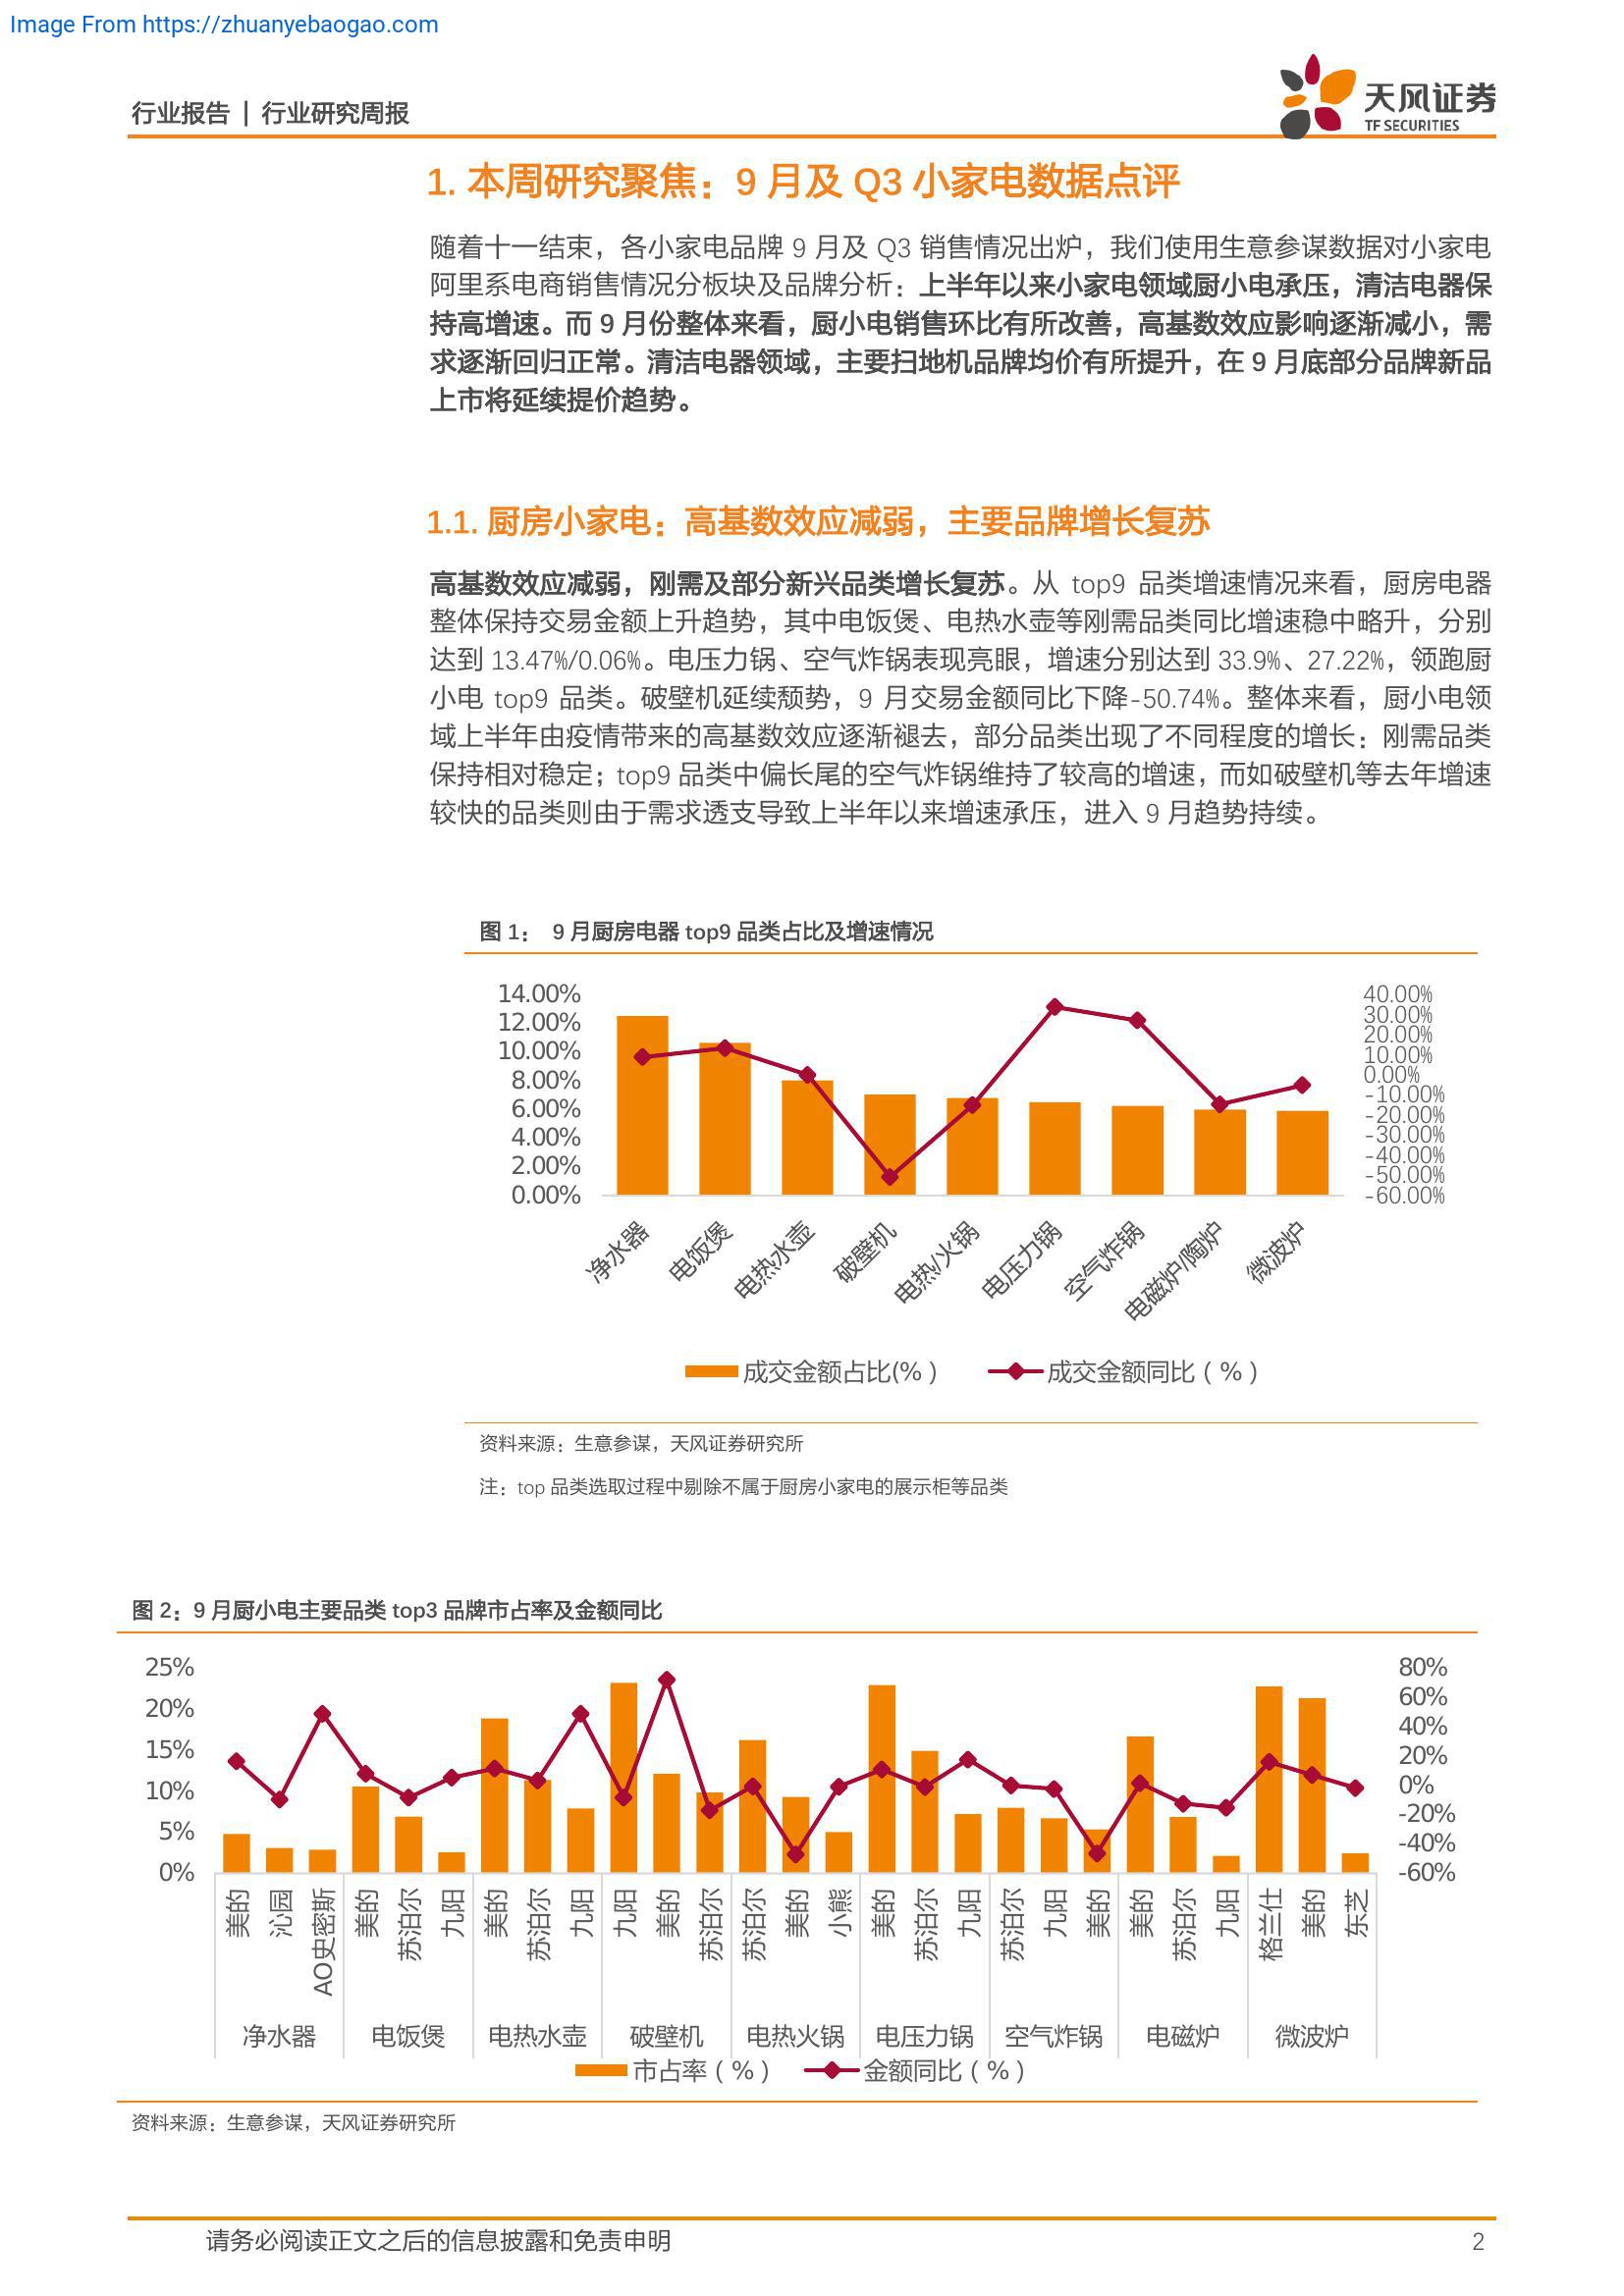 Image From https://zhuanyebaogao.com
行业报告 | 行业研究周报
天风证券
TF SECURITIES
1. 本周研究聚焦：9 月及 Q3 小家电数据点评
随着十一结束，各小家电品牌 9 月及 Q3 销售情况出炉，我们使用生意参谋数据对小家电
阿里系电商销售情况分板块及品牌分析：上半年以来小家电领域厨小电承压，清洁电器保
持高增速。而 9 月份整体来看，厨小电销售环比有所改善，高基数效应影响逐渐减小，需
求逐渐回归正常。清洁电器领域，主要扫地机品牌均价有所提升，在 9 月底部分品牌新品
上市将延续提价趋势。
1.1. 厨房小家电：高基数效应减弱，主要品牌增长复苏
高基数效应减弱，刚需及部分新兴品类增长复苏。从 top9 品类增速情况来看，厨房电器
整体保持交易金额上升趋势，其中电饭煲、电热水壶等刚需品类同比增速稳中略升，分别
达到 13.47%/0.06%。电压力锅、空气炸锅表现亮眼，增速分别达到 33.9%、27.22%，领跑厨
小电 top9 品类。破壁机延续颓势，9 月交易金额同比下降-50.74%。整体来看，厨小电领
域上半年由疫情带来的高基数效应逐渐褪去，部分品类出现了不同程度的增长：刚需品类
保持相对稳定；top9 品类中偏长尾的空气炸锅维持了较高的增速，而如破壁机等去年增速
较快的品类则由于需求透支导致上半年以来增速承压，进入 9 月趋势持续。
图 1： 9 月厨房电器 top9 品类占比及增速情况
14.00%
12.00%
10.00%
8.00%
6.00%
4.00%
2.00%
0.00%
40.00%
30.00%
20.00%
10.00%
0.00%
-10.00%
-20.00%
-30.00%
-40.00%
-50.00%
-60.00%
净水器
电饭煲
电热水壶
破壁机
电热/火锅
电压力锅
空气炸锅
电磁炉/陶炉
微波炉
成交金额占比(%) 成交金额同比（%）
资料来源：生意参谋，天风证券研究所
注：top 品类选取过程中剔除不属于厨房小家电的展示柜等品类
图 2：9 月厨小电主要品类 top3 品牌市占率及金额同比
25%
20%
15%
10%
5%
0%
80%
60%
40%
20%
0%
-20%
-40%
-60%
美的
沁园
AO史密斯
美的
苏泊尔
九阳
美的
苏泊尔
九阳
九阳
美的
苏泊尔
苏泊尔
美的
小熊
美的
苏泊尔
九阳
苏泊尔
九阳
美的
美的
苏泊尔
九阳
格兰仕
美的
东芝
净水器 电饭煲 电热水壶 破壁机 电热火锅 电压力锅 空气炸锅 电磁炉 微波炉
市占率（%） 金额同比（%）
资料来源：生意参谋，天风证券研究所
请务必阅读正文之后的信息披露和免责申明 2